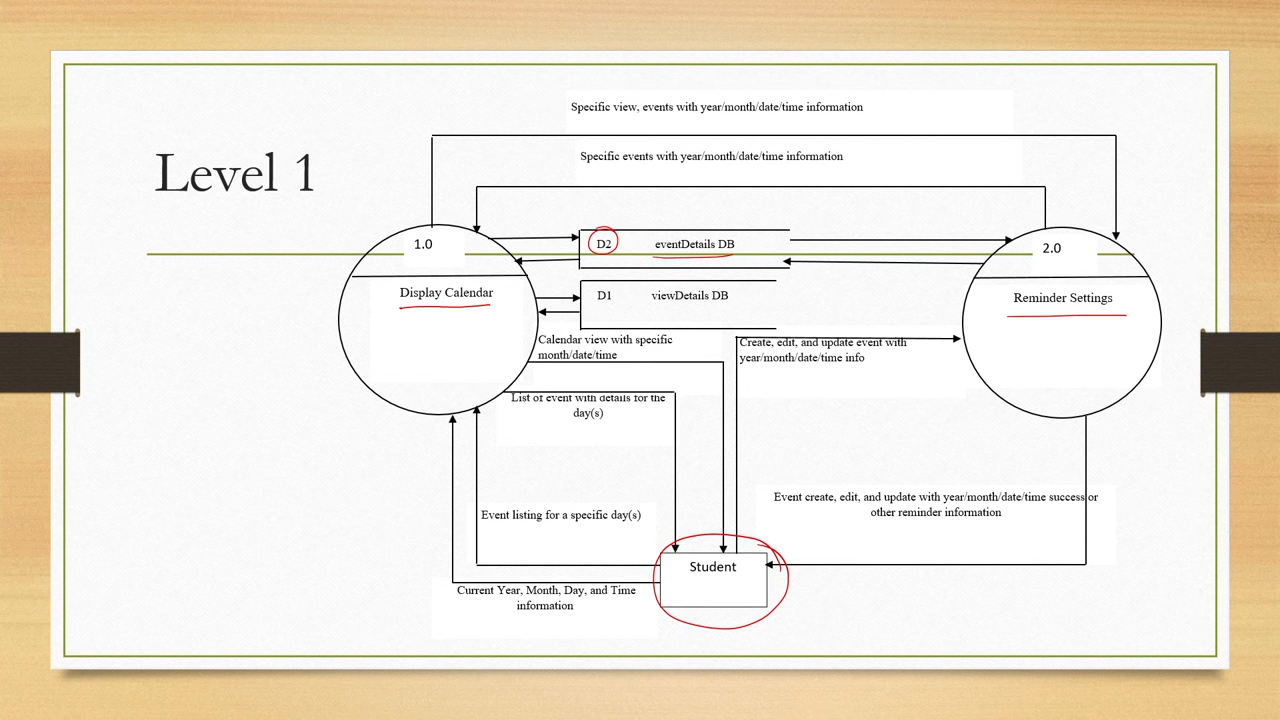 Specific view, events with year/month/date/time information
Level 1
Specific events with year/month/date/time information
1.0
D2 eventDetails DB
2.0
Display Calendar
D1 viewDetails DB
Reminder Settings
Calendar view with specific
month/date/time
Create, edit, and update event with
year/month/date/time info
List of event with details for the
day(s)
Event create, edit, and update with year/month/date/time success or
other reminder information
Event listing for a specific day(s)
Student
Current Year, Month, Day, and Time
information